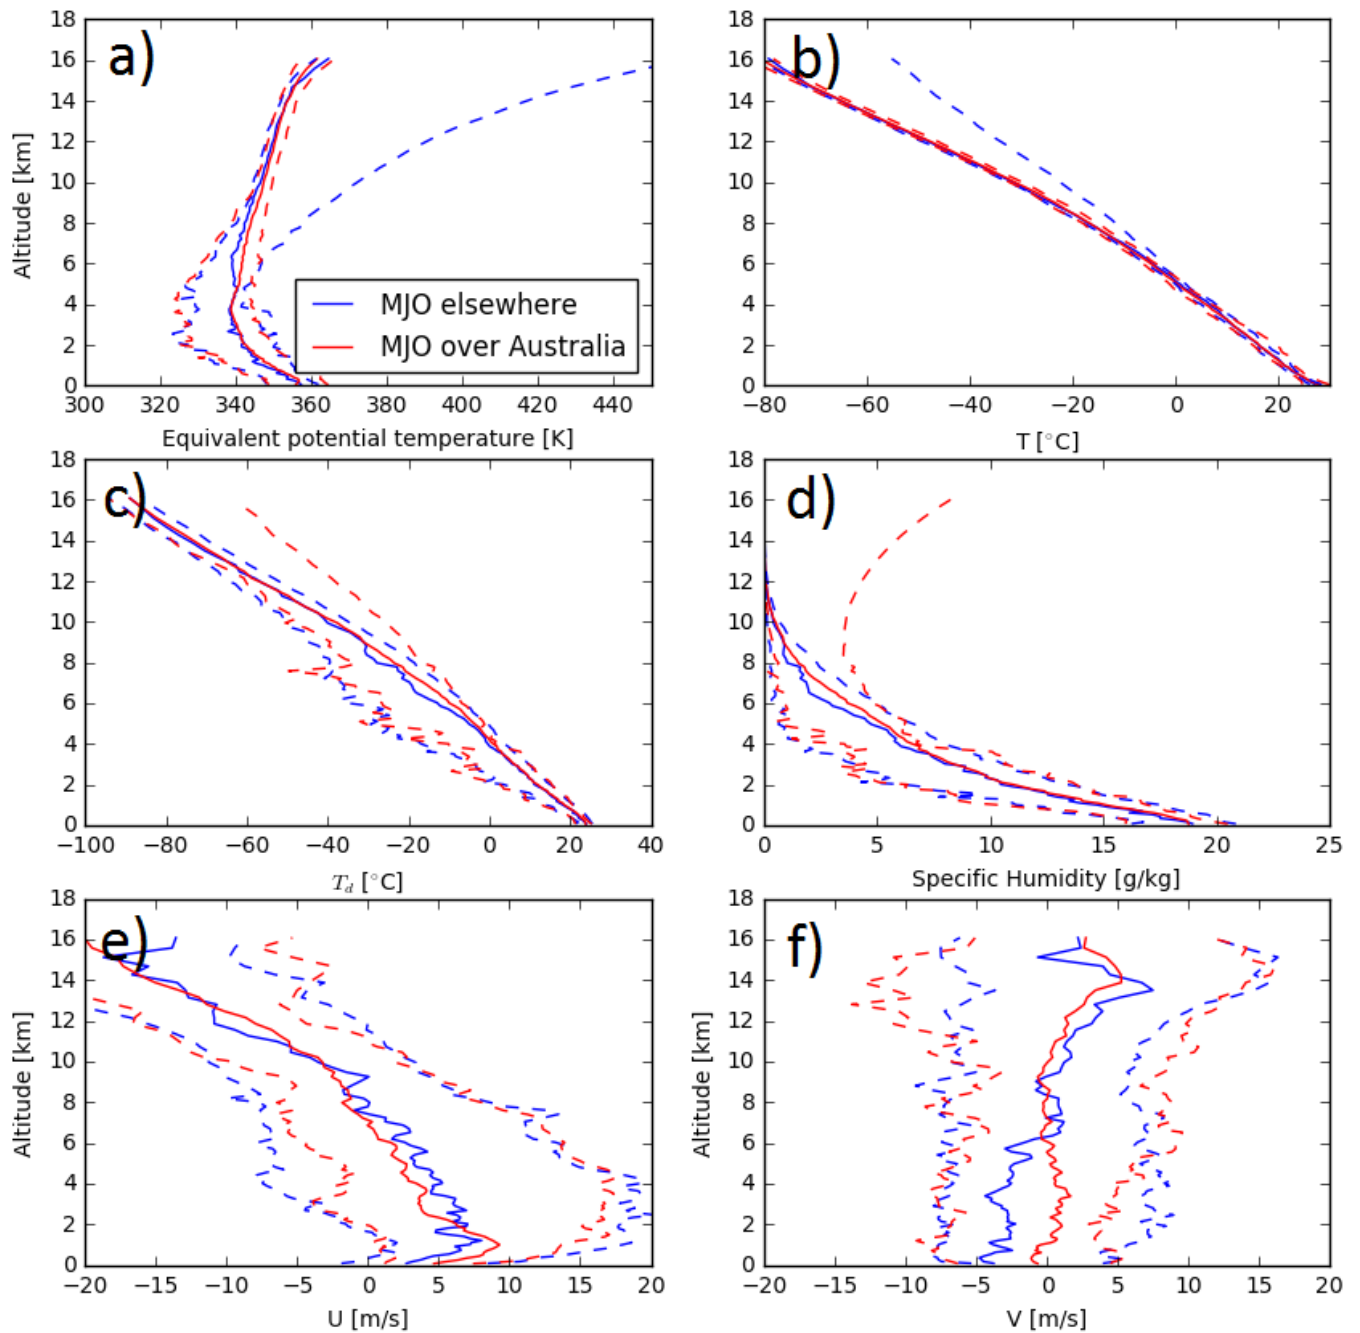 a)
18
16
14
12
10
8
6
4
2
0
Altitude [km]
MJO elsewhere
MJO over Australia
300 320 340 360 380 400 420 440
Equivalent potential temperature [K]
b)
18
16
14
12
10
8
6
4
2
0
−80 −60 −40 −20 0 20
T [°C]
c)
18
16
14
12
10
8
6
4
2
0
−100 −80 −60 −40 −20 0 20 40
T_d [°C]
d)
18
16
14
12
10
8
6
4
2
0
0 5 10 15 20 25
Specific Humidity [g/kg]
e)
18
16
14
12
10
8
6
4
2
0
Altitude [km]
−20 −15 −10 −5 0 5 10 15 20
U [m/s]
f)
18
16
14
12
10
8
6
4
2
0
Altitude [km]
−20 −15 −10 −5 0 5 10 15 20
V [m/s]